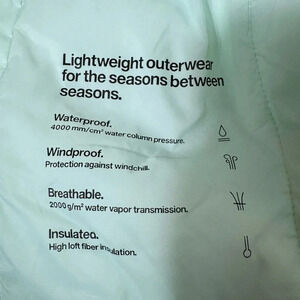 Lightweight outerwear
for the seasons between
seasons.
Waterproof.
4000 mm/cm² water column pressure.
Windproof.
Protection against windchill.
Breathable.
2000 g/m² water vapor transmission.
Insulated.
High loft fiber insulation.